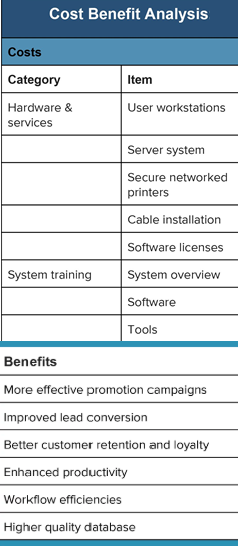 Cost Benefit Analysis
Costs
Category Item
Hardware & User workstations
services
Server system
Secure networked
printers
Cable installation
Software licenses
System training System overview
Software
Tools
Benefits
More effective promotion campaigns
Improved lead conversion
Better customer retention and loyalty
Enhanced productivity
Workflow efficiencies
Higher quality database